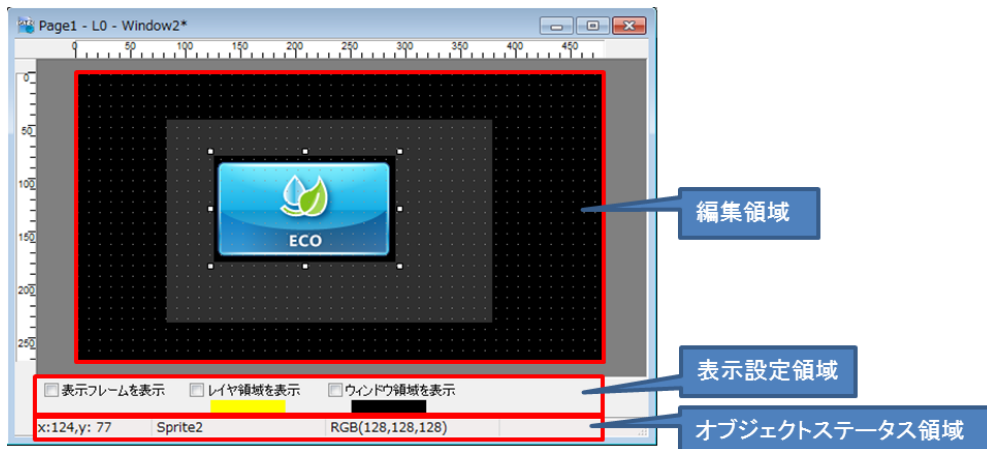 Page1 - L0 - Window2*
0 50 100 150 200 250 300 350 400 450
0
50
100
150
200
250
ECO
編集領域
表示設定領域
表示フレームを表示 レイヤ領域を表示 ウィンドウ領域を表示
オブジェクトステータス領域
x:124,y: 77 Sprite2 RGB(128,128,128)